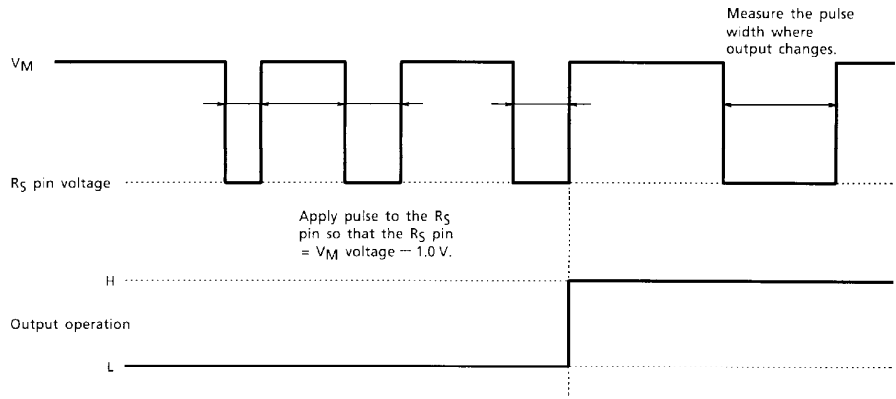 Measure the pulse
width where
output changes.
VM
RS pin voltage
Apply pulse to the RS
pin so that the RS pin
= VM voltage − 1.0 V.
H
Output operation
L